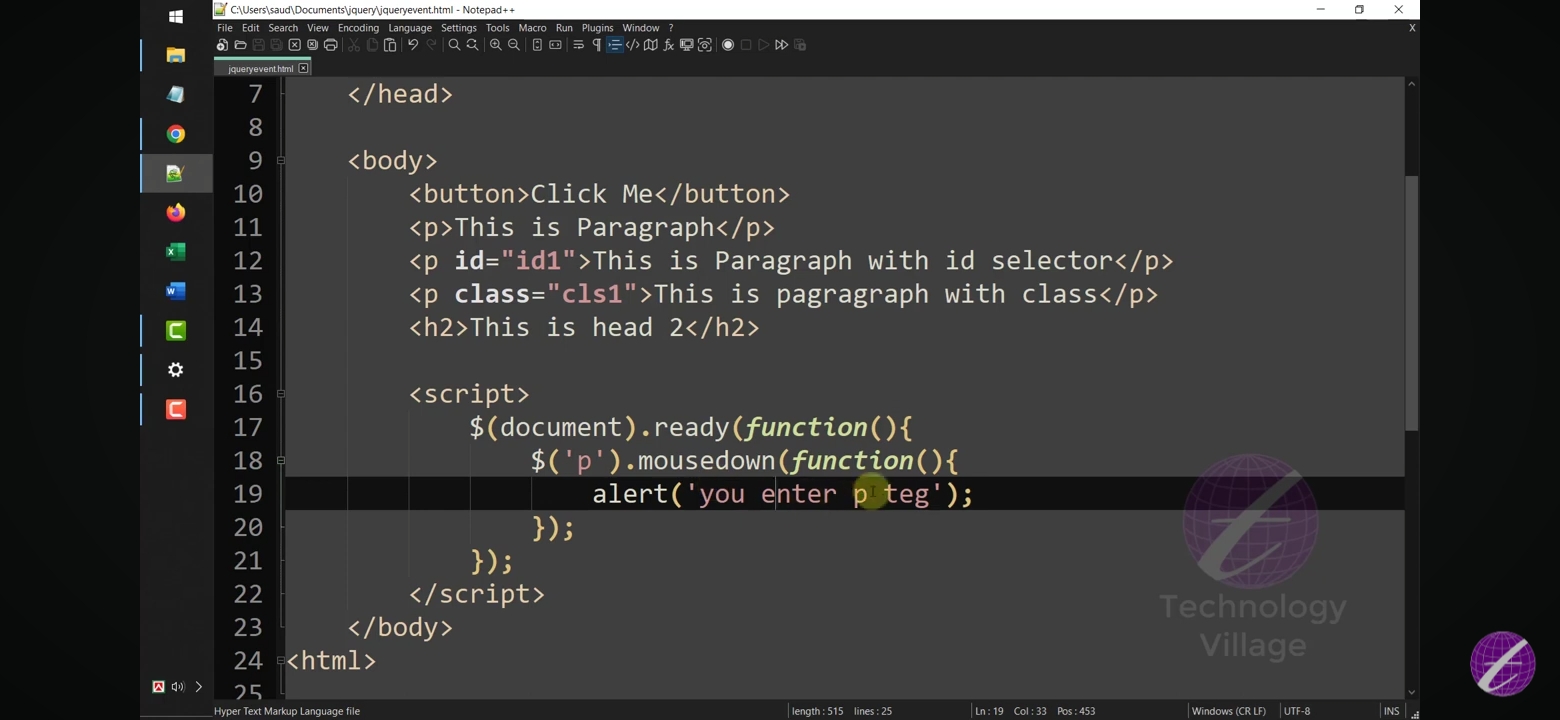 C:\Users\saud\Documents\jquery\jqueryevent.html - Notepad++
File Edit Search View Encoding Language Settings Tools Macro Run Plugins Window ? X
jqueryevent.html
7 </head>
8
9 <body>
10 <button>Click Me</button>
11 <p>This is Paragraph</p>
12 <p id="id1">This is Paragraph with id selector</p>
13 <p class="cls1">This is pagragraph with class</p>
14 <h2>This is head 2</h2>
15
16 <script>
17 $(document).ready(function(){
18 $('p').mousedown(function(){
19 alert('you enter p teg');
20 });
21 });
22 </script>
23 </body>
24 <html>
25
Technology
Village
Hyper Text Markup Language file length : 515 lines : 25 Ln : 19 Col : 33 Pos : 453 Windows (CR LF) UTF-8 INS